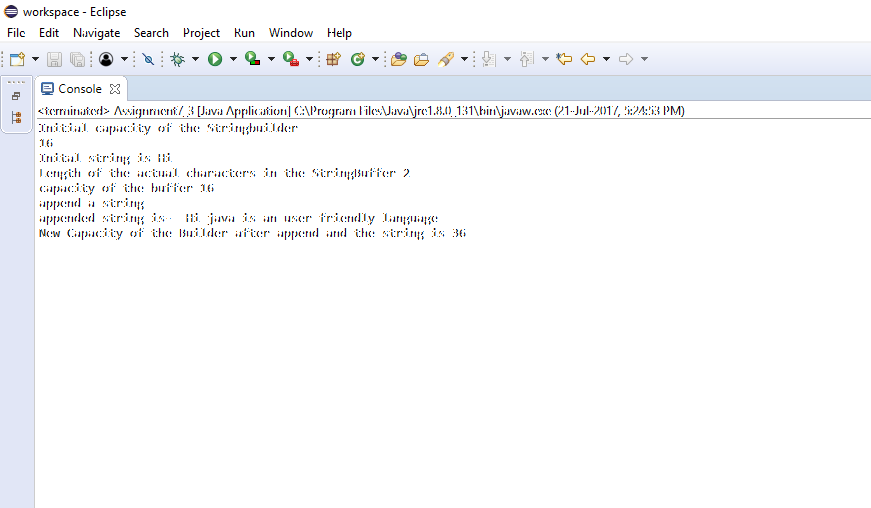 workspace - Eclipse
File Edit Navigate Search Project Run Window Help
Console
<terminated> Assignment7_3 [Java Application] C:\Program Files\Java\jre1.8.0_131\bin\javaw.exe (21-Jul-2017, 5:24:53 PM)
Initial capacity of the Stringbuilder
16
Inital string is Hi
Length of the actual characters in the StringBuffer 2
capacity of the buffer 16
append a string
appended string is- Hi java is an user friendly language
New Capacity of the Builder after append and the string is 36